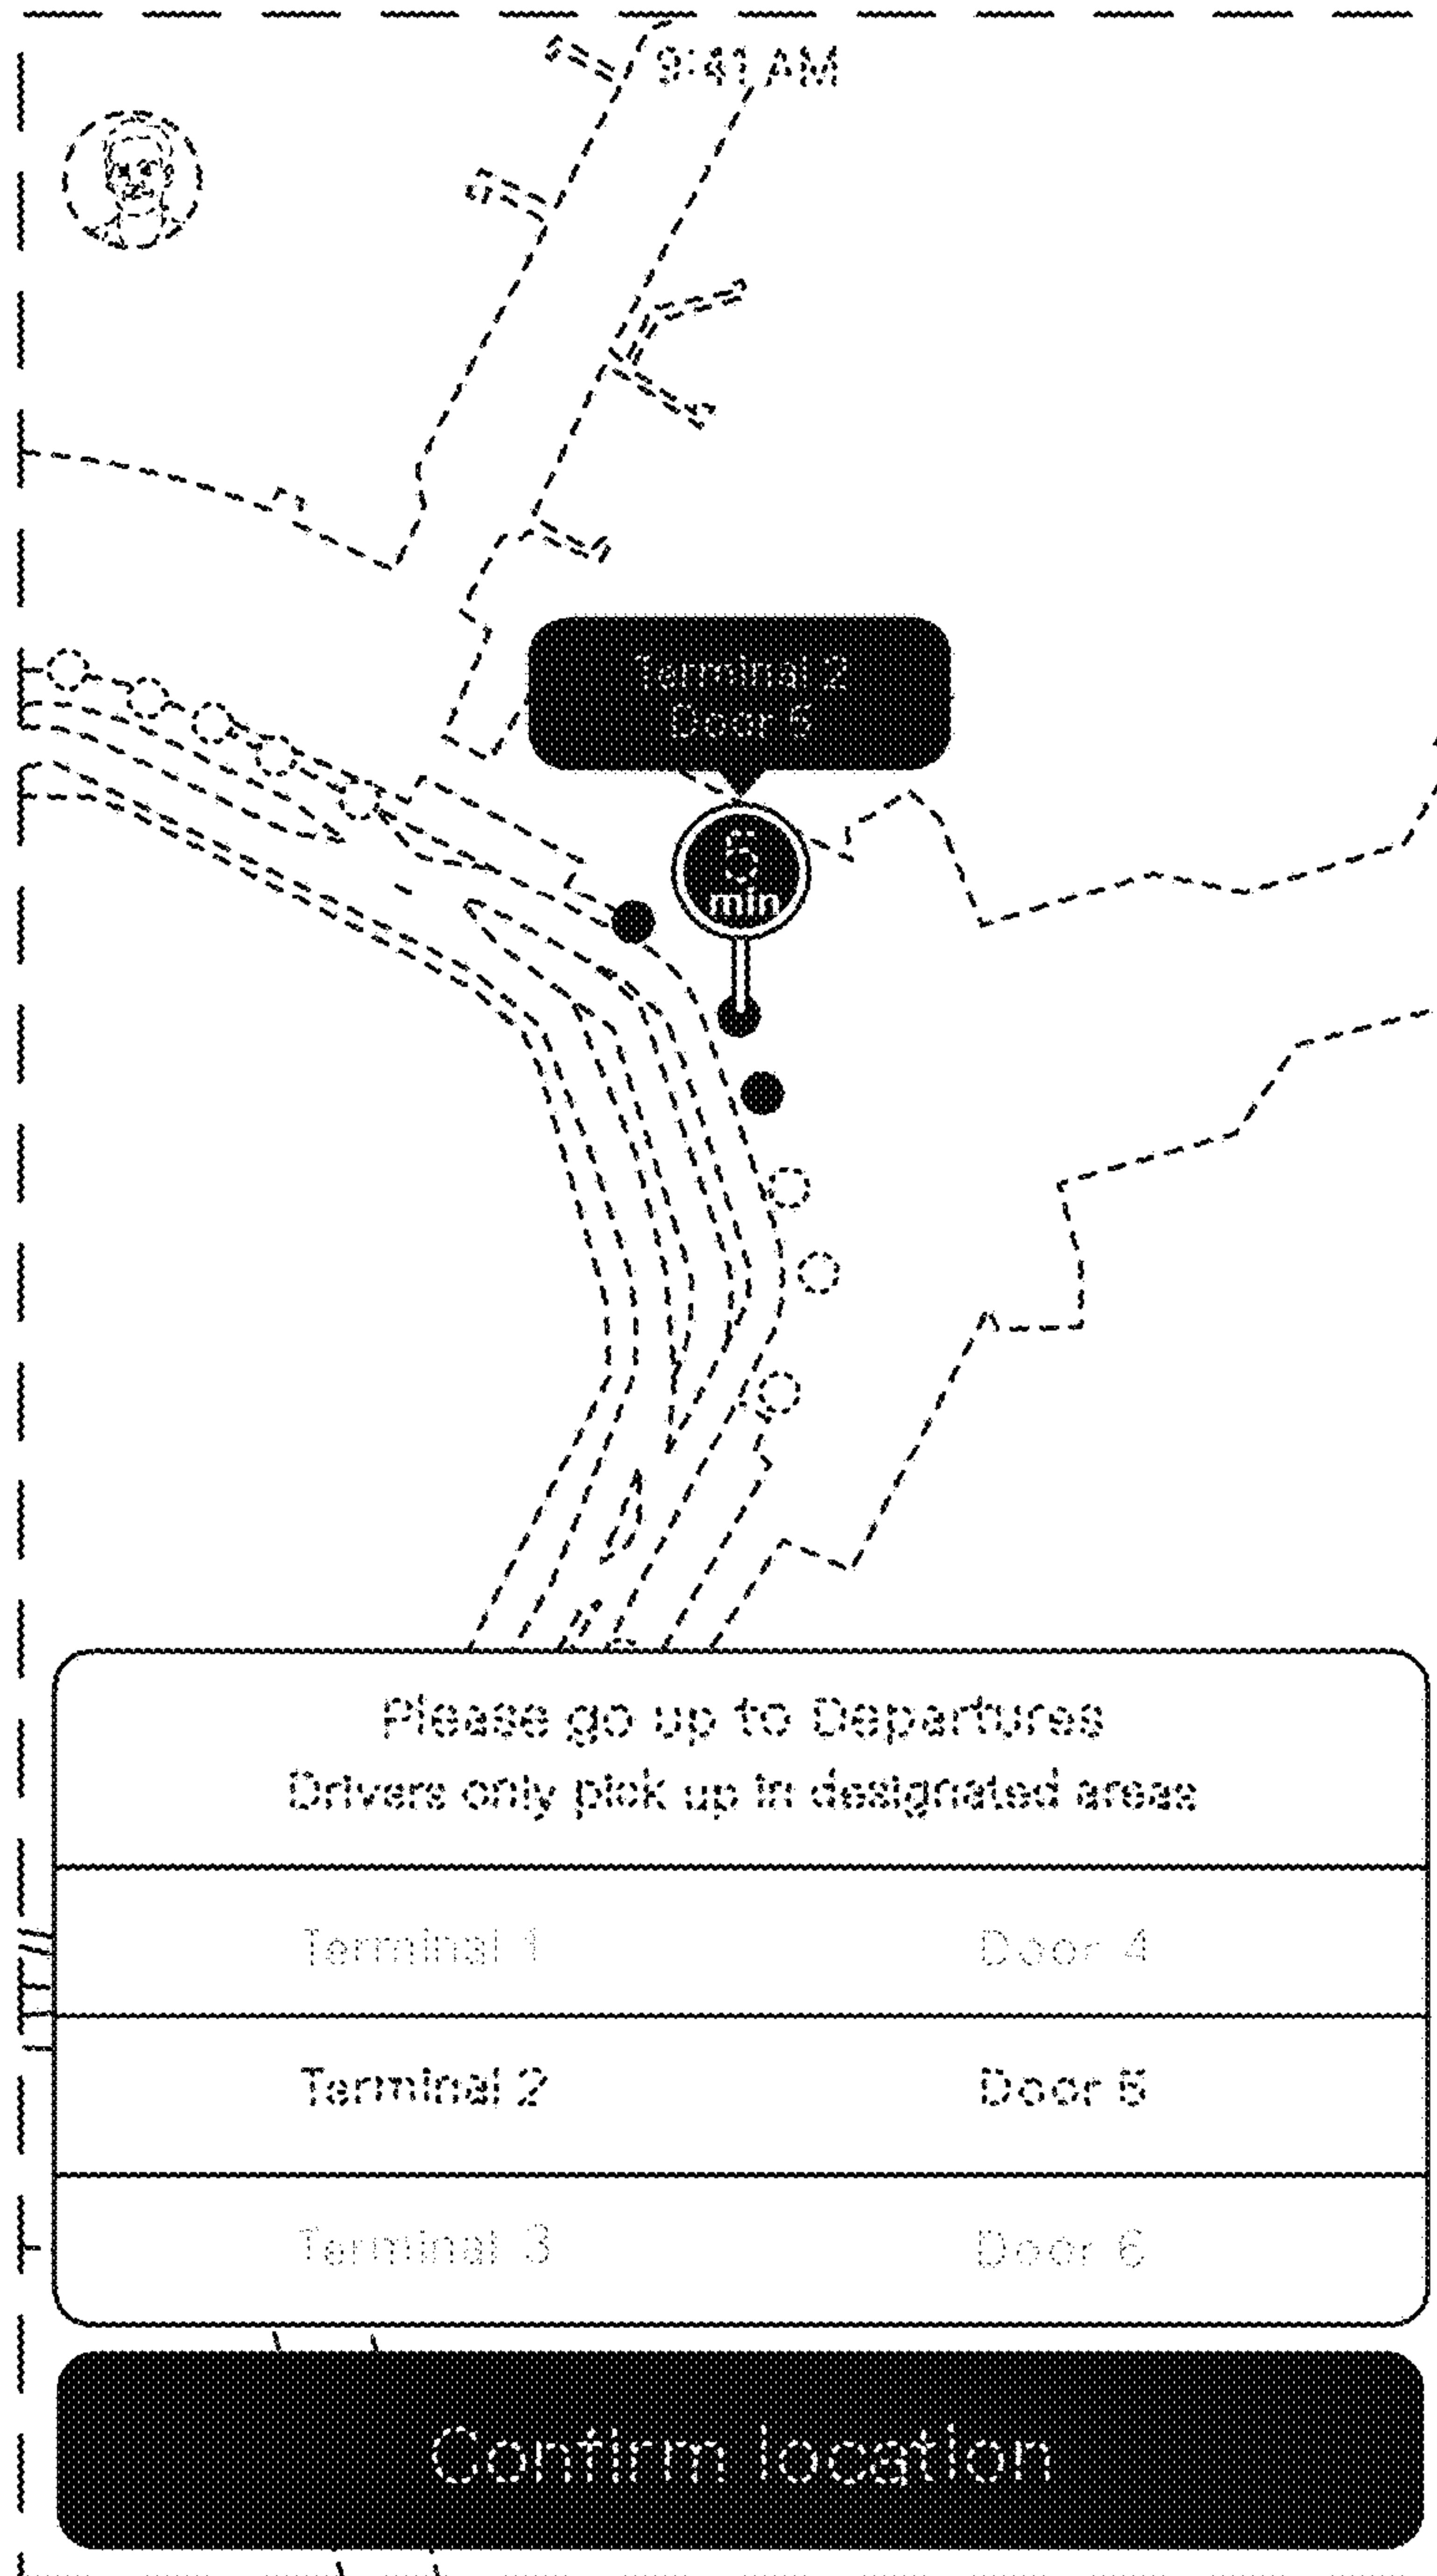 9:41 AM
Terminal 2
Door 5
5
min
Please go up to Departures
Drivers only pick up in designated areas
Terminal 1 Door 4
Terminal 2 Door 5
Terminal 3 Door 6
Confirm location